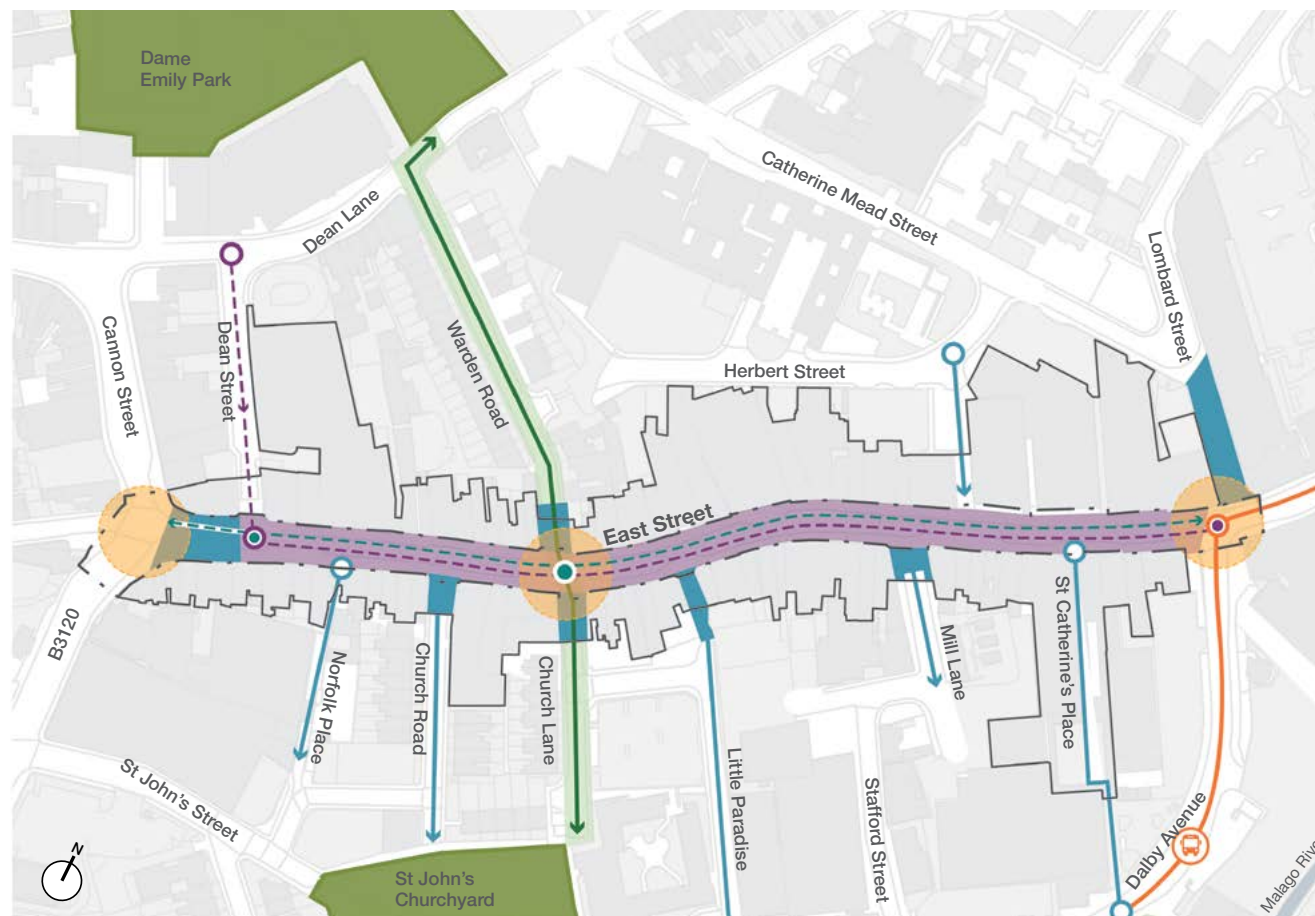 Dame
Emily Park
Dean Lane
Catherine Mead Street
Lombard Street
Cannon Street
Dean Street
Warden Road
Herbert Street
East Street
B3120
Norfolk Place
Church Road
Church Lane
Mill Lane
St Catherine's Place
Little Paradise
Stafford Street
St John's Street
Dalby Avenue
N
St John's
Churchyard
Malago Rive